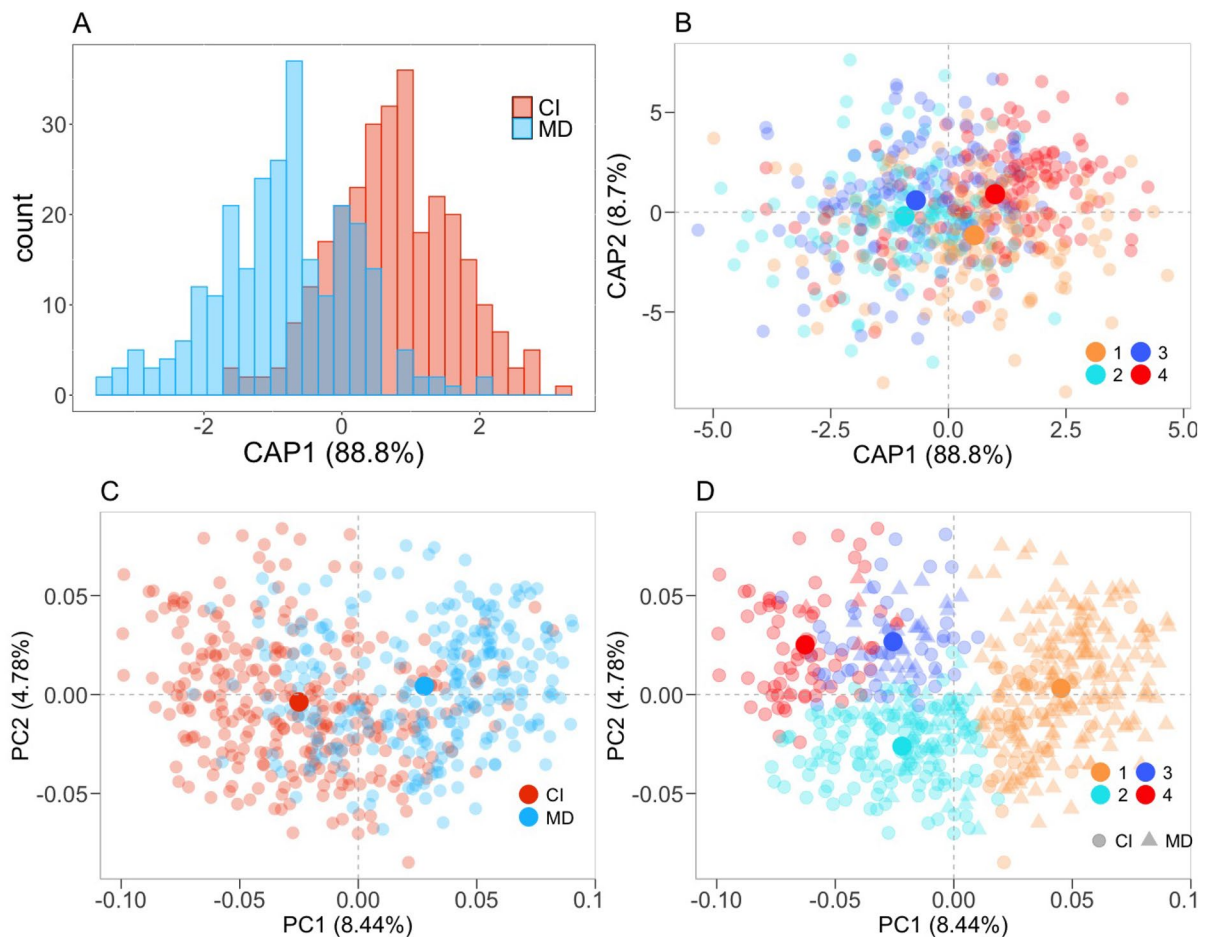 A
30
20
10
0
count
-2 0 2
CAP1 (88.8%)
CI
MD
B
5
0
-5
CAP2 (8.7%)
-5.0 -2.5 0.0 2.5 5.0
CAP1 (88.8%)
1 3
2 4
C
0.05
0.00
-0.05
PC2 (4.78%)
-0.10 -0.05 0.00 0.05 0.1
PC1 (8.44%)
CI
MD
D
0.05
0.00
-0.05
PC2 (4.78%)
-0.10 -0.05 0.00 0.05 0.1
PC1 (8.44%)
1 3
2 4
CI MD